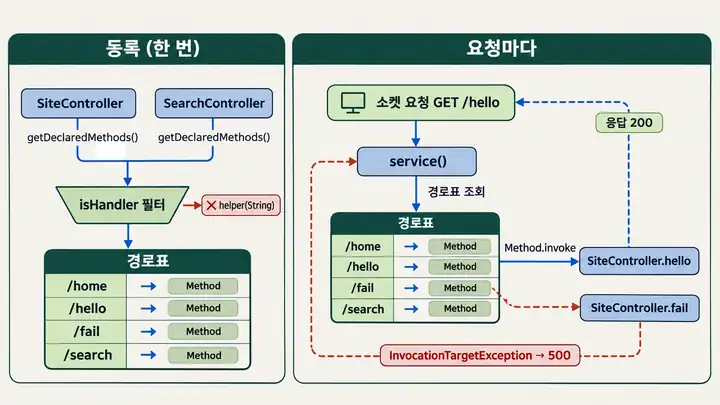 동록 (한 번)
SiteController
SearchController
getDeclaredMethods()
getDeclaredMethods()
isHandler 필터
❌ helper(String)
경로표
/home → Method
/hello → Method
/fail → Method
/search → Method
요청마다
소켓 요청 GET /hello
응답 200
service()
경로표 조회
경로표
/home → Method
/hello → Method
/fail → Method
/search → Method
Method.invoke
SiteController.hello
SiteController.fail
InvocationTargetException → 500